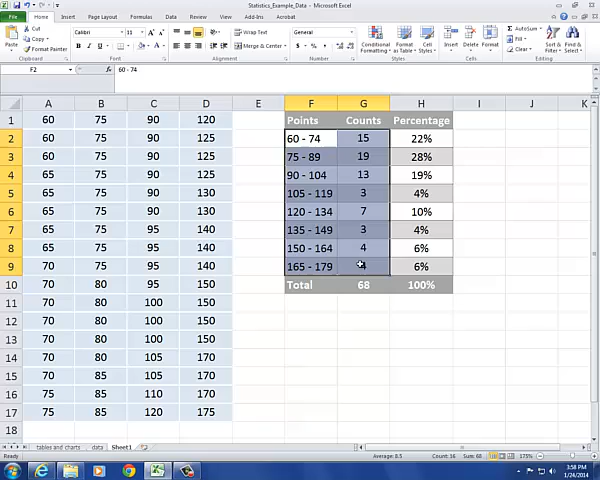 Statistics_Example_Data - Microsoft Excel
File Home Insert Page Layout Formulas Data Review View Add-Ins Acrobat
Cut
Copy
Format Painter
Paste
Clipboard
Calibri 11
Font
Wrap Text
Merge & Center
Alignment
General
Number
Conditional Formatting
Format as Table
Cell Styles
Styles
Insert Delete Format
Cells
AutoSum
Fill
Clear
Sort & Filter
Find & Select
Editing
F2 60 - 74
A B C D E F G H I J K
1 60 75 90 120 Points Counts Percentage
2 60 75 90 125 60 - 74 15 22%
3 60 75 90 125 75 - 89 19 28%
4 65 75 90 125 90 - 104 13 19%
5 65 75 90 130 105 - 119 3 4%
6 65 75 90 130 120 - 134 7 10%
7 65 75 90 140 135 - 149 3 4%
8 65 75 95 140 150 - 164 4 6%
9 70 75 95 140 165 - 179 4 6%
10 70 80 95 150 Total 68 100%
11 70 80 100 150
12 70 80 100 150
13 70 80 100 150
14 70 80 105 170
15 70 85 105 170
16 75 85 110 170
17 75 85 120 175
18
tables and charts data Sheet1
Ready Average: 8.5 Count: 16 Sum: 68 175%
3:58 PM
1/24/2014